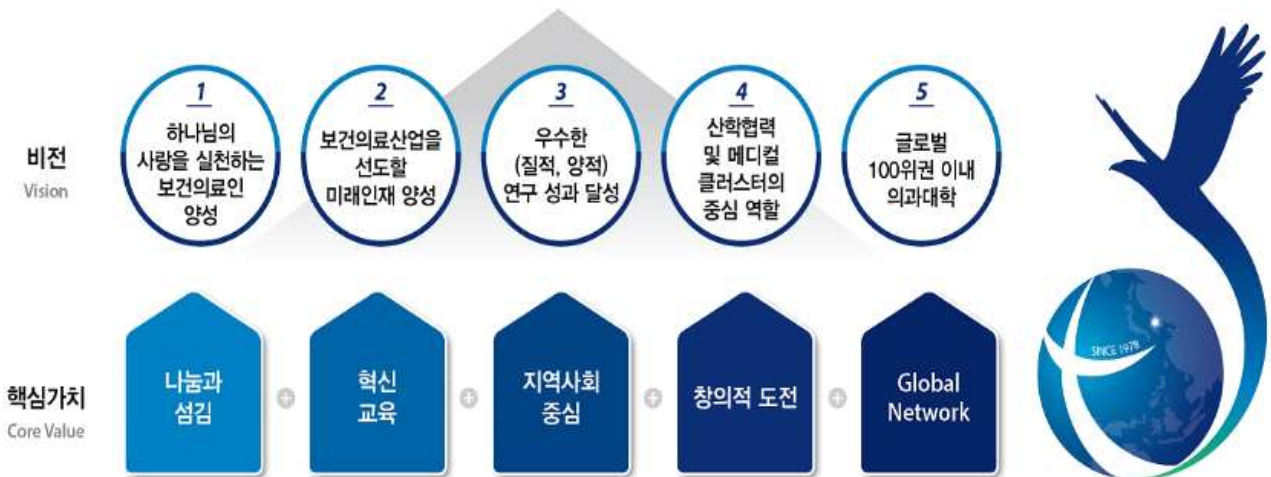 비전
Vision
1
하나님의
사랑을 실천하는
보건의료인
양성
2
보건의료산업을
선도할
미래인재 양성
3
우수한
(질적, 양적)
연구 성과 달성
4
산학협력
및 메디컬
클러스터의
중심 역할
5
글로벌
100위권 이내
의과대학
핵심가치
Core Value
나눔과
섬김
혁신
교육
지역사회
중심
창의적 도전
Global
Network
SINCE 1978